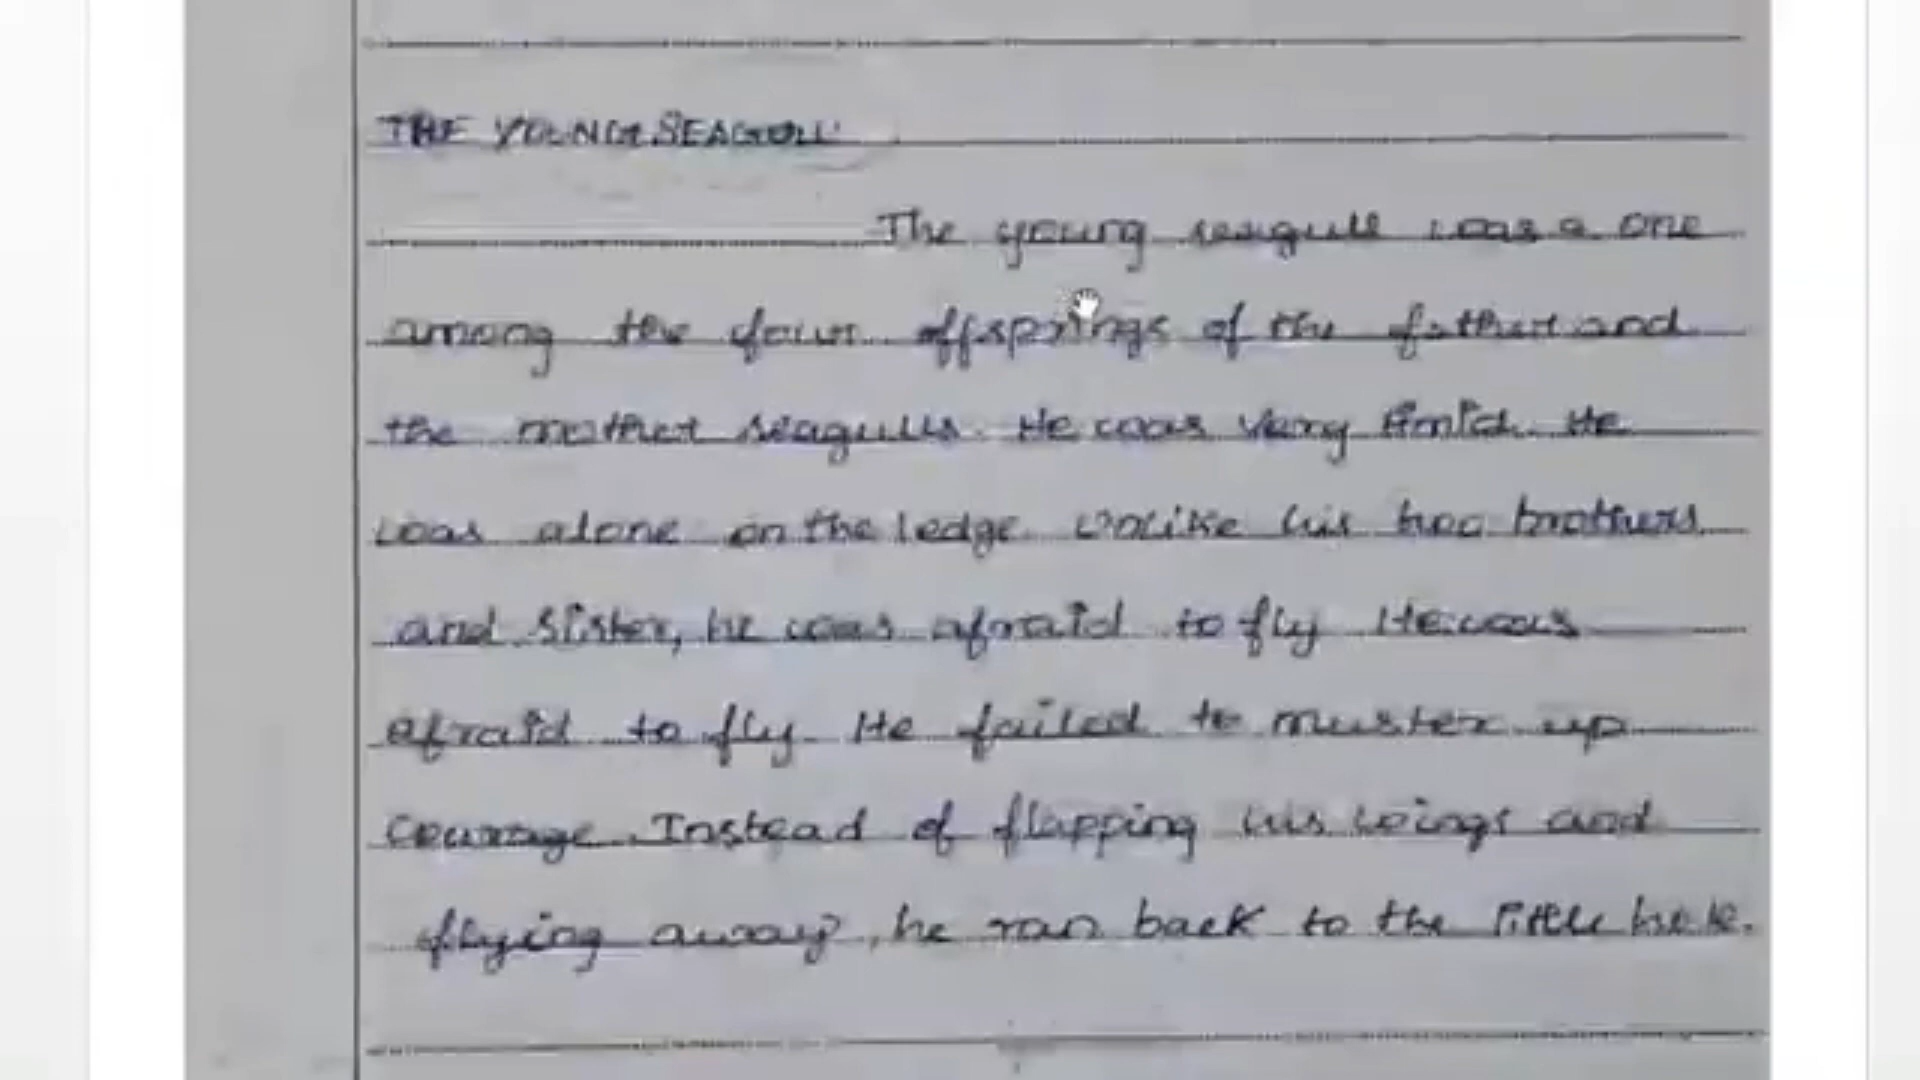 THE YOUNG SEAGULL
The young seagull was a one
among the four offsprings of the father and
the mother seagulls. He was very timid. He
was alone on the ledge. Unlike his two brothers
and sister, he was afraid to fly. He was
afraid to fly. He failed to muster up
courage. Instead of flapping his wings and
flying away, he ran back to the little hole.